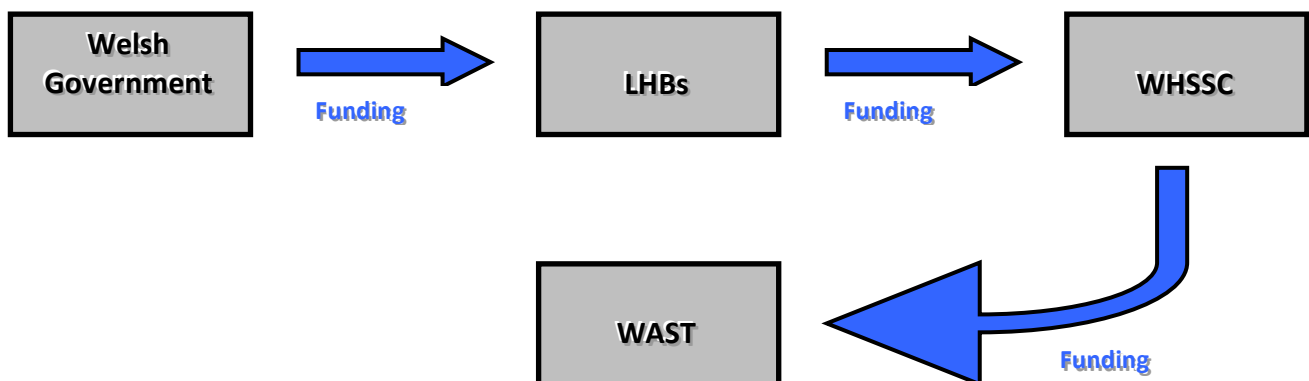 Welsh
Government
Funding
LHBs
Funding
WHSSC
WAST
Funding